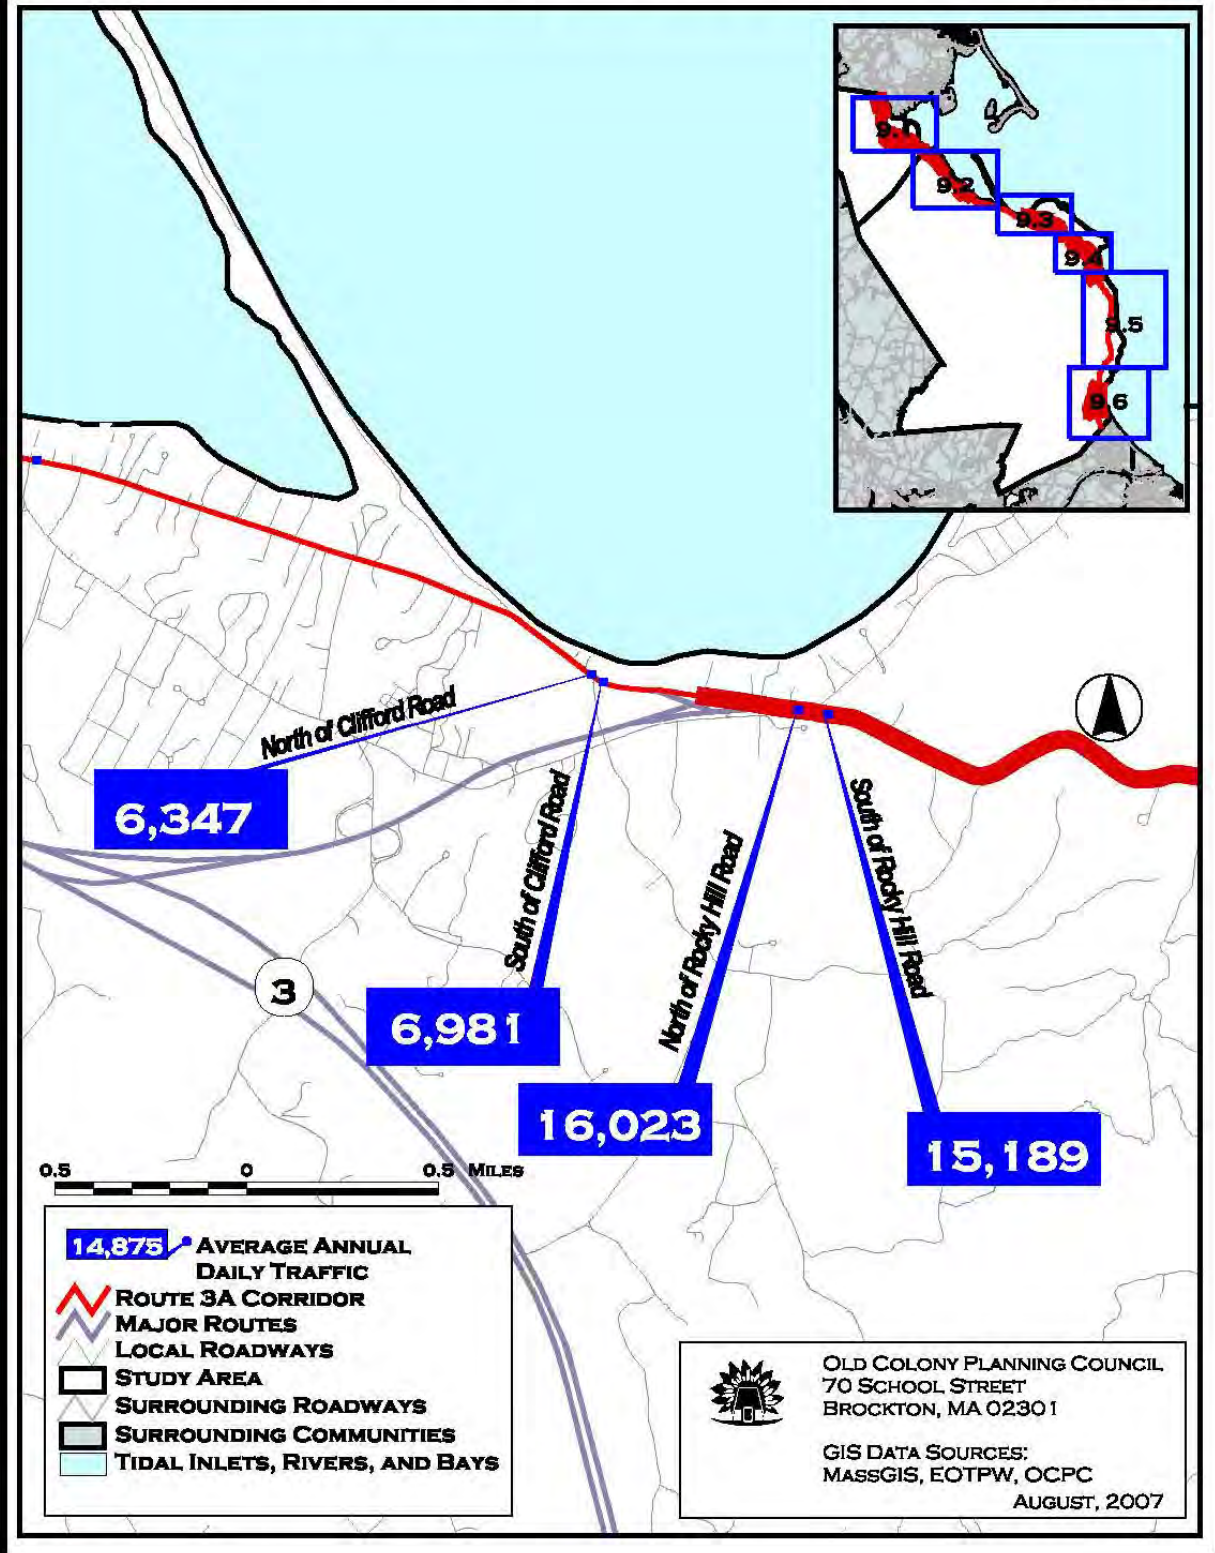 9.1
9.2
9.3
9.4
9.5
9.6
North of Clifford Road
6,347
South of Clifford Road
6,981
North of Rocky Hill Road
16,023
South of Rocky Hill Road
15,189
3
0.5 0 0.5 MILES
14,875 AVERAGE ANNUAL
DAILY TRAFFIC
ROUTE 3A CORRIDOR
MAJOR ROUTES
LOCAL ROADWAYS
STUDY AREA
SURROUNDING ROADWAYS
SURROUNDING COMMUNITIES
TIDAL INLETS, RIVERS, AND BAYS
OLD COLONY PLANNING COUNCIL
70 SCHOOL STREET
BROCKTON, MA 02301
GIS DATA SOURCES:
MASSGIS, EOTPW, OCPC
AUGUST, 2007